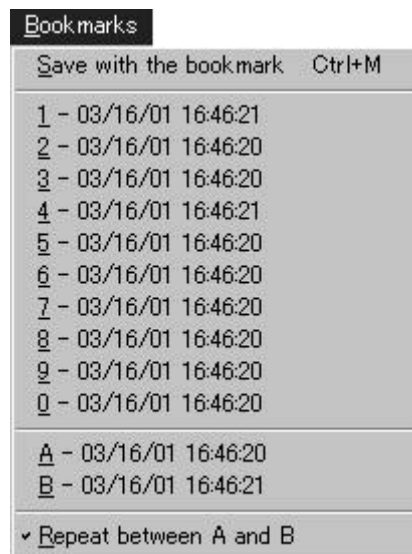 Bookmarks
Save with the bookmark Ctrl+M
1 - 03/16/01 16:46:21
2 - 03/16/01 16:46:20
3 - 03/16/01 16:46:20
4 - 03/16/01 16:46:21
5 - 03/16/01 16:46:20
6 - 03/16/01 16:46:20
7 - 03/16/01 16:46:20
8 - 03/16/01 16:46:20
9 - 03/16/01 16:46:20
0 - 03/16/01 16:46:20
A - 03/16/01 16:46:20
B - 03/16/01 16:46:21
Repeat between A and B